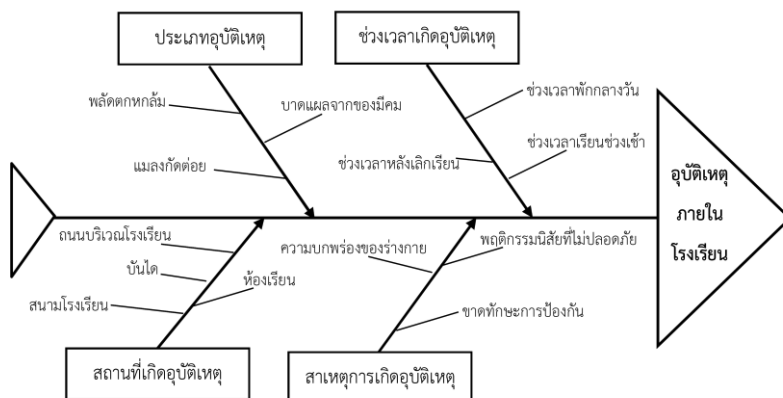 ประเภทอุบัติเหตุ
ช่วงเวลาเกิดอุบัติเหตุ
พลัดตกหกล้ม
บาดแผลจากของมีคม
แมลงกัดต่อย
ช่วงเวลาพักกลางวัน
ช่วงเวลาหลังเลิกเรียน
ช่วงเวลาเรียนช่วงเช้า
อุบัติเหตุ
ภายใน
โรงเรียน
ถนนบริเวณโรงเรียน
บันได
ห้องเรียน
สนามโรงเรียน
ความบกพร่องของร่างกาย
พฤติกรรมนิสัยที่ไม่ปลอดภัย
ขาดทักษะการป้องกัน
สถานที่เกิดอุบัติเหตุ
สาเหตุการเกิดอุบัติเหตุ